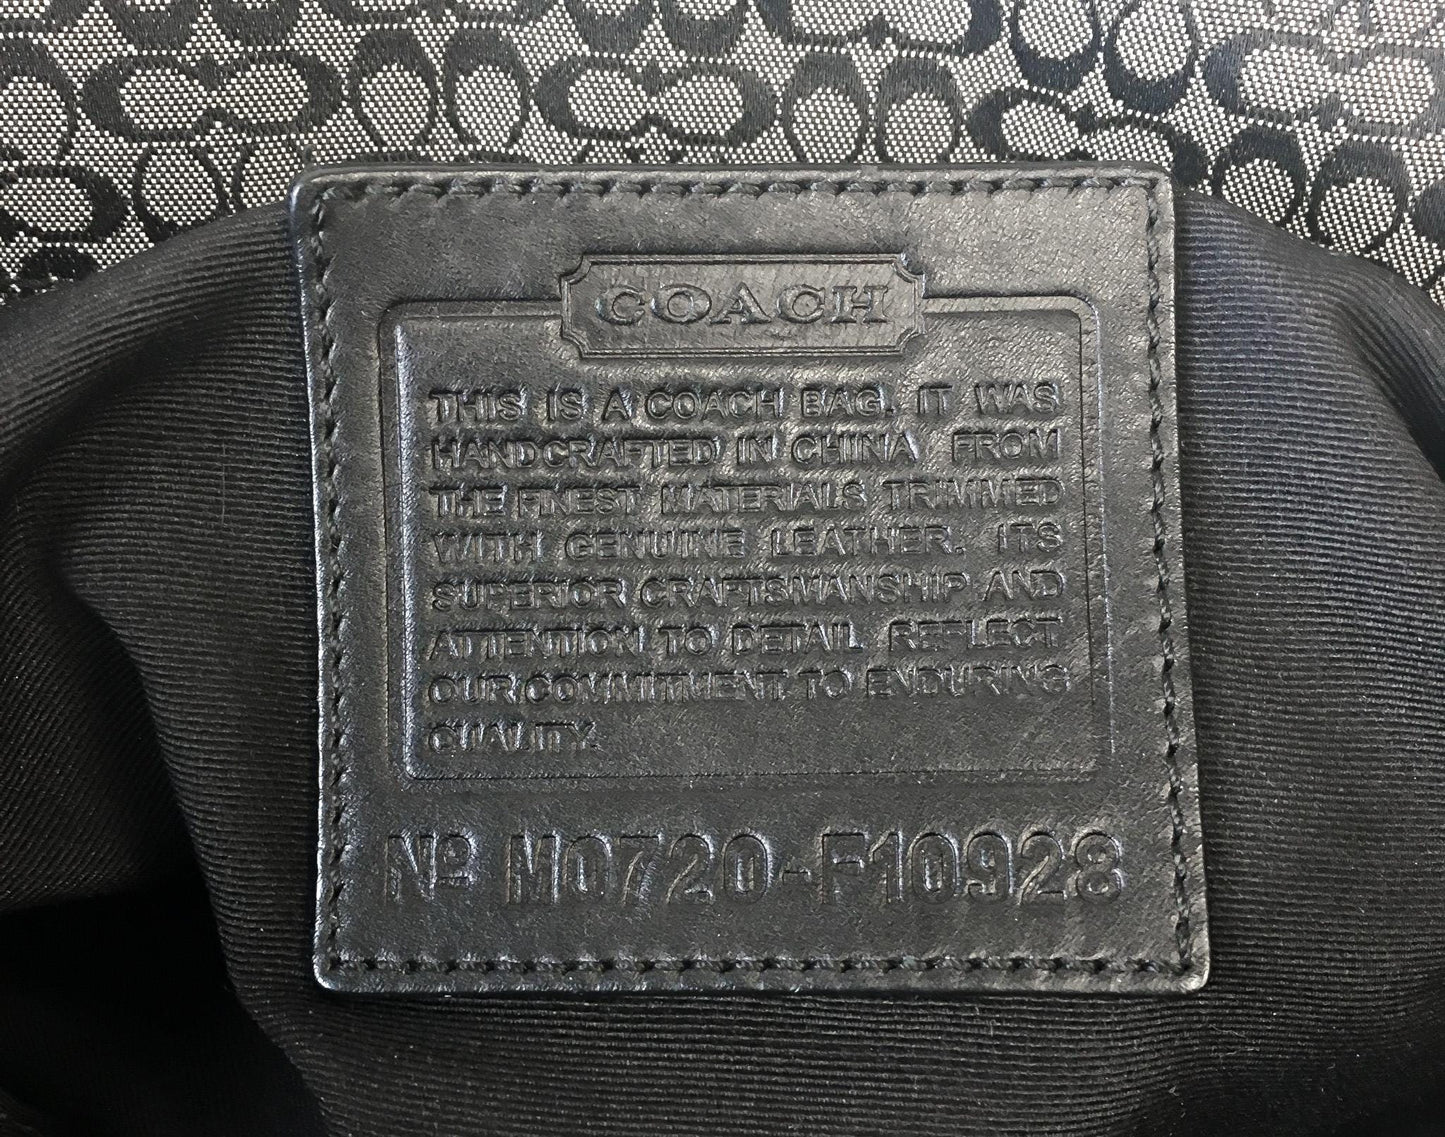 COACH
THIS IS A COACH BAG. IT WAS
HANDCRAFTED IN CHINA FROM
THE FINEST MATERIALS TRIMMED
WITH GENUINE LEATHER. ITS
SUPERIOR CRAFTSMANSHIP AND
ATTENTION TO DETAIL REFLECT
OUR COMMITMENT TO ENDURING
QUALITY.
Nº M0720-F10928